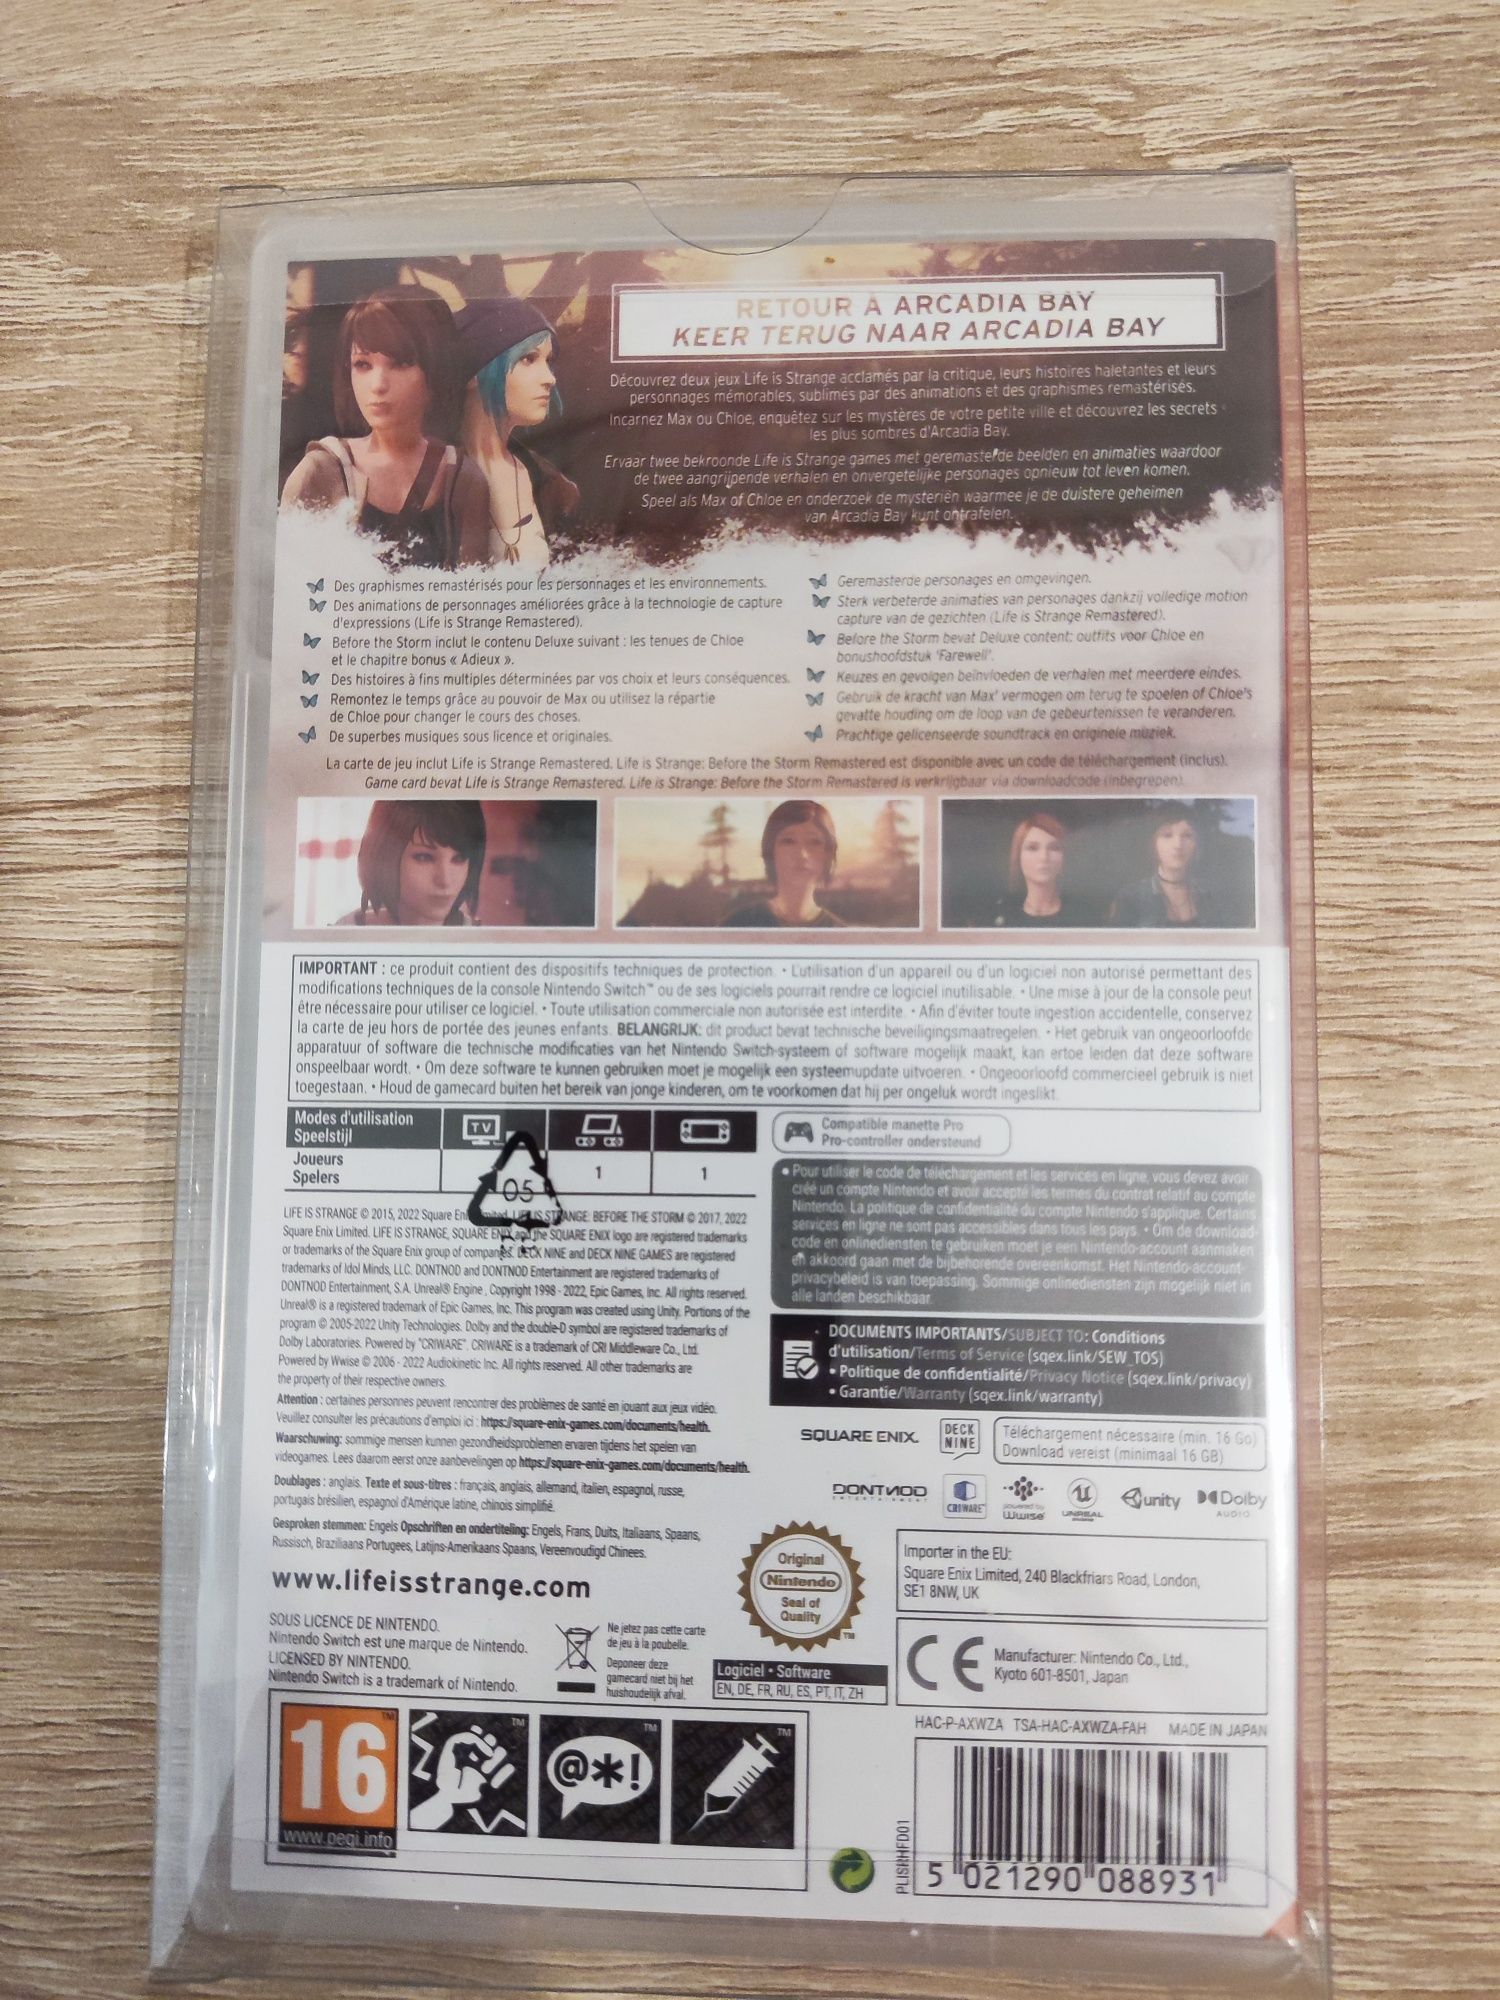 RETOUR À ARCADIA BAY
KEER TERUG NAAR ARCADIA BAY
Découvrez deux jeux Life is Strange acclamés par la critique, leurs histoires haletantes et leurs
personnages mémorables, sublimés par des animations et des graphismes remastérisés.
Incarnez Max ou Chloe, enquêtez sur les mystères de votre petite ville et découvrez les secrets
les plus sombres d'Arcadia Bay.
Ervaar twee bekroonde Life is Strange games met geremasterde beelden en animaties waardoor
de twee aangrijpende verhalen en onvergetelijke personages opnieuw tot leven komen.
Speel als Max of Chloe en onderzoek de mysteriën waarmee je de duistere geheimen
van Arcadia Bay kunt ontrafelen.
Des graphismes remastérisés pour les personnages et les environnements.
Des animations de personnages améliorées grâce à la technologie de capture
d'expressions (Life is Strange Remastered).
Before the Storm inclut le contenu Deluxe suivant : les tenues de Chloe
et le chapitre bonus « Adieux ».
Des histoires à fins multiples déterminées par vos choix et leurs conséquences.
Remontez le temps grâce au pouvoir de Max ou utilisez la répartie
de Chloe pour changer le cours des choses.
De superbes musiques sous licence et originales.
Geremasterde personages en omgevingen.
Sterk verbeterde animaties van personages dankzij volledige motion
capture van de gezichten (Life is Strange Remastered).
Before the Storm bevat Deluxe content: outfits voor Chloe en
bonushoofdstuk 'Farewell'.
Keuzes en gevolgen beïnvloeden de verhalen met meerdere eindes.
Gebruik de kracht van Max' vermogen om terug te spoelen of Chloe's
gevatte houding om de loop van de gebeurtenissen te veranderen.
Prachtige gelicenseerde soundtrack en originele muziek.
La carte de jeu inclut Life is Strange Remastered. Life is Strange: Before the Storm Remastered est disponible avec un code de téléchargement (inclus).
Game card bevat Life is Strange Remastered. Life is Strange: Before the Storm Remastered is verkrijgbaar via downloadcode (inbegrepen).
IMPORTANT : ce produit contient des dispositifs techniques de protection. • L'utilisation d'un appareil ou d'un logiciel non autorisé permettant des
modifications techniques de la console Nintendo Switch™ ou de ses logiciels pourrait rendre ce logiciel inutilisable. • Une mise à jour de la console peut
être nécessaire pour utiliser ce logiciel. • Toute utilisation commerciale non autorisée est interdite. • Afin d'éviter toute ingestion accidentelle, conservez
la carte de jeu hors de portée des jeunes enfants. BELANGRIJK: dit product bevat technische beveiligingsmaatregelen. • Het gebruik van ongeoorloofde
apparatuur of software die technische modificaties van het Nintendo Switch-systeem of software mogelijk maakt, kan ertoe leiden dat deze software
onspeelbaar wordt. • Om deze software te kunnen gebruiken moet je mogelijk een systeemupdate uitvoeren. • Ongeoorloofd commercieel gebruik is niet
toegestaan. • Houd de gamecard buiten het bereik van jonge kinderen, om te voorkomen dat hij per ongeluk wordt ingeslikt.
Modes d'utilisation
Speelstijl
TV
Joueurs
Spelers
1
1
05
Compatible manette Pro
Pro-controller ondersteund
• Pour utiliser le code de téléchargement et les services en ligne, vous devez avoir
créé un compte Nintendo et avoir accepté les termes du contrat relatif au compte
Nintendo. La politique de confidentialité du compte Nintendo s'applique. Certains
services en ligne ne sont pas accessibles dans tous les pays. • Om de download-
code en onlinediensten te gebruiken moet je een Nintendo-account aanmaken
en akkoord gaan met de bijbehorende overeenkomst. Het Nintendo-account-
privacybeleid is van toepassing. Sommige onlinediensten zijn mogelijk niet in
alle landen beschikbaar.
LIFE IS STRANGE © 2015, 2022 Square Enix Limited. LIFE IS STRANGE: BEFORE THE STORM © 2017, 2022
Square Enix Limited. LIFE IS STRANGE, SQUARE ENIX and the SQUARE ENIX logo are registered trademarks
or trademarks of the Square Enix group of companies. DECK NINE and DECK NINE GAMES are registered
trademarks of Idol Minds, LLC. DONTNOD and DONTNOD Entertainment are registered trademarks of
DONTNOD Entertainment, S.A. Unreal® Engine, Copyright 1998 - 2022, Epic Games, Inc. All rights reserved.
Unreal® is a registered trademark of Epic Games, Inc. This program was created using Unity. Portions of the
program © 2005-2022 Unity Technologies. Dolby and the double-D symbol are registered trademarks of
Dolby Laboratories. Powered by "CRIWARE". CRIWARE is a trademark of CRI Middleware Co., Ltd.
Powered by Wwise © 2006 - 2022 Audiokinetic Inc. All rights reserved. All other trademarks are
the property of their respective owners.
Attention : certaines personnes peuvent rencontrer des problèmes de santé en jouant aux jeux vidéo.
Veuillez consulter les précautions d'emploi ici : https://square-enix-games.com/documents/health.
Waarschuwing: sommige mensen kunnen gezondheidsproblemen ervaren tijdens het spelen van
videogames. Lees daarom eerst onze aanbevelingen op https://square-enix-games.com/documents/health.
Doublages : anglais. Texte et sous-titres : français, anglais, allemand, italien, espagnol, russe,
portugais brésilien, espagnol d'Amérique latine, chinois simplifié.
Gesproken stemmen: Engels Opschriften en ondertiteling: Engels, Frans, Duits, Italiaans, Spaans,
Russisch, Braziliaans Portugees, Latijns-Amerikaans Spaans, Vereenvoudigd Chinees.
DOCUMENTS IMPORTANTS/SUBJECT TO: Conditions
d'utilisation/Terms of Service (sqex.link/SEW_TOS)
• Politique de confidentialité/Privacy Notice (sqex.link/privacy)
• Garantie/Warranty (sqex.link/warranty)
SQUARE ENIX.
DECK
NINE
Téléchargement nécessaire (min. 16 Go)
Download vereist (minimaal 16 GB)
DONTNOD
ENTERTAINMENT
CRIWARE
powered by
Wwise
UNREAL
ENGINE
unity
Dolby
AUDIO
www.lifeisstrange.com
Original
Nintendo
Seal of
Quality
TM
Importer in the EU:
Square Enix Limited, 240 Blackfriars Road, London,
SE1 8NW, UK
SOUS LICENCE DE NINTENDO.
Nintendo Switch est une marque de Nintendo.
LICENSED BY NINTENDO.
Nintendo Switch is a trademark of Nintendo.
Ne jetez pas cette carte
de jeu à la poubelle.
Deponeer deze
gamecard niet bij het
huishoudelijk afval.
Logiciel • Software
EN, DE, FR, RU, ES, PT, IT, ZH
CE
Manufacturer: Nintendo Co., Ltd.,
Kyoto 601-8501, Japan
HAC-P-AXWZA TSA-HAC-AXWZA-FAH MADE IN JAPAN
16
TM
www.pegi.info
TM
@*!
TM
TM
PLISRHFD01
5 021290 088931